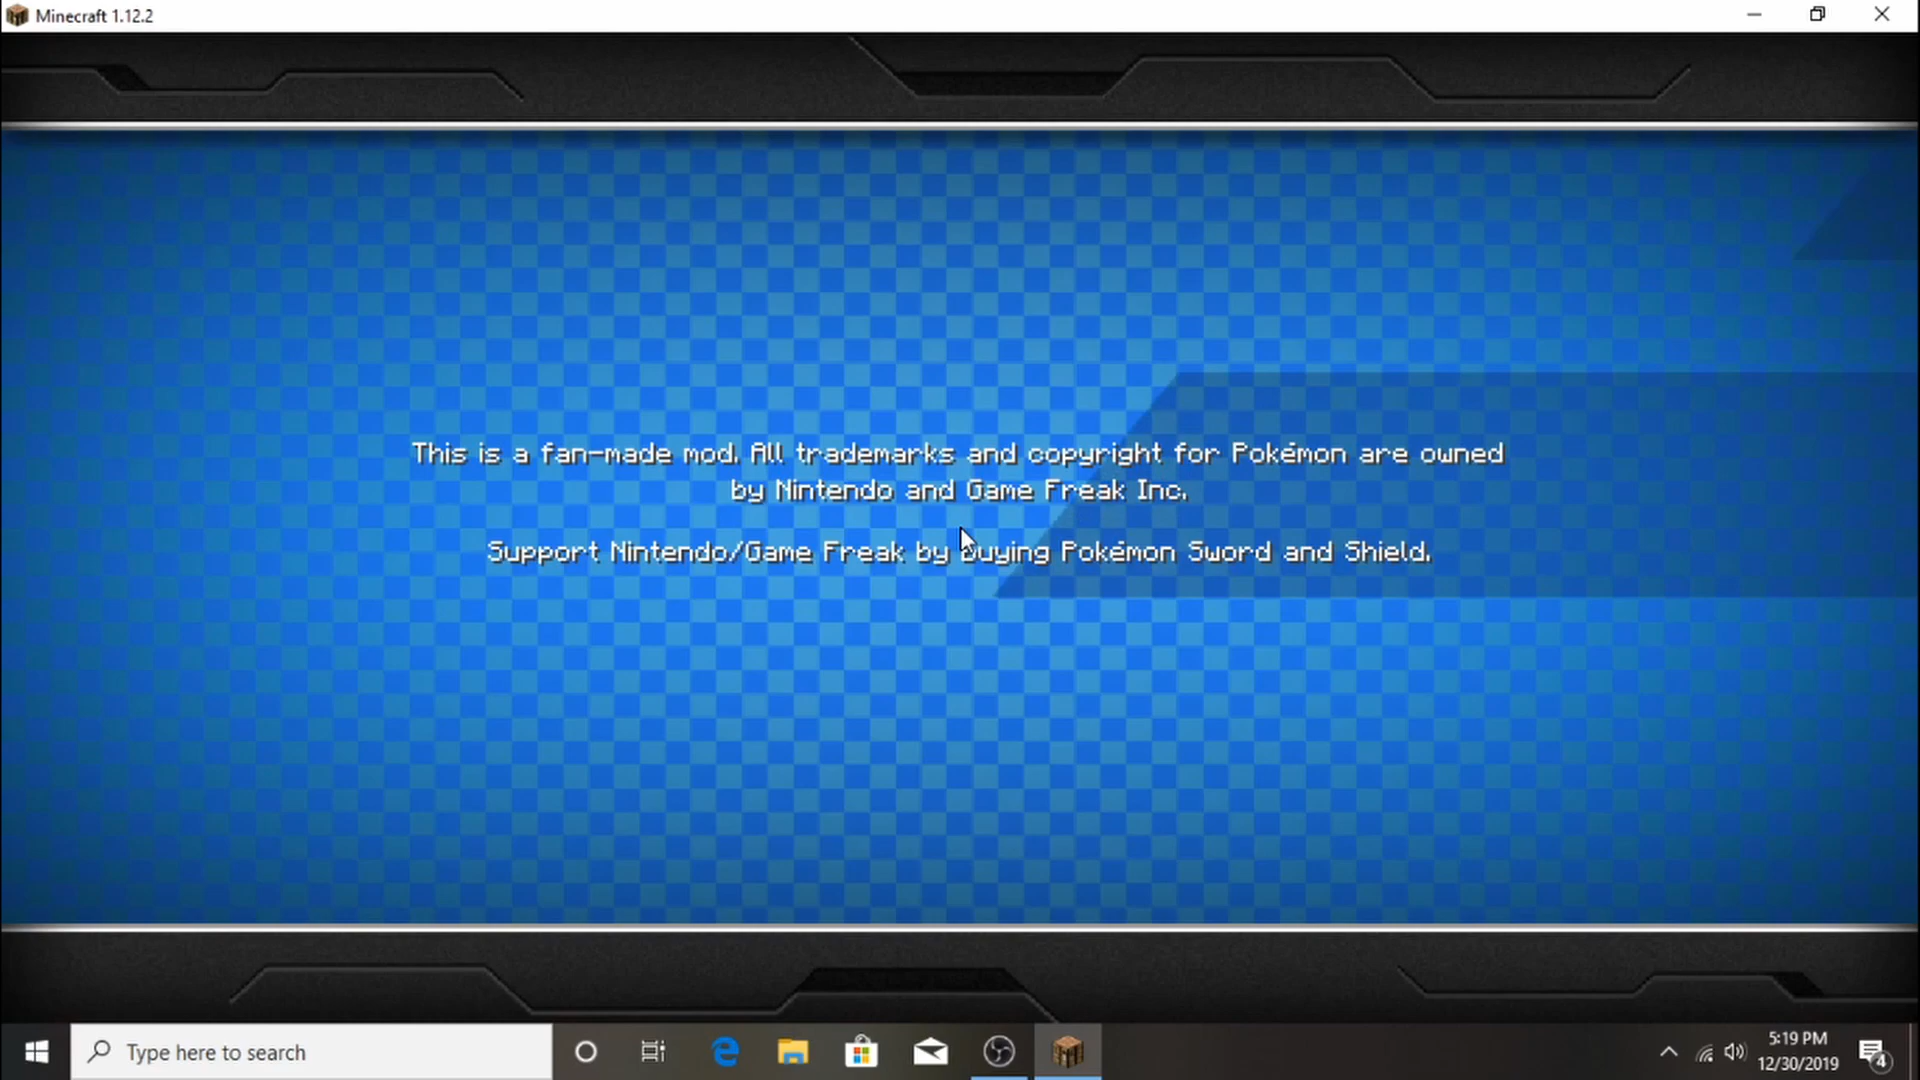 Minecraft 1.12.2
This is a fan-made mod. All trademarks and copyright for Pokémon are owned
by Nintendo and Game Freak Inc.
Support Nintendo/Game Freak by buying Pokémon Sword and Shield.
Type here to search
5:19 PM
12/30/2019
4